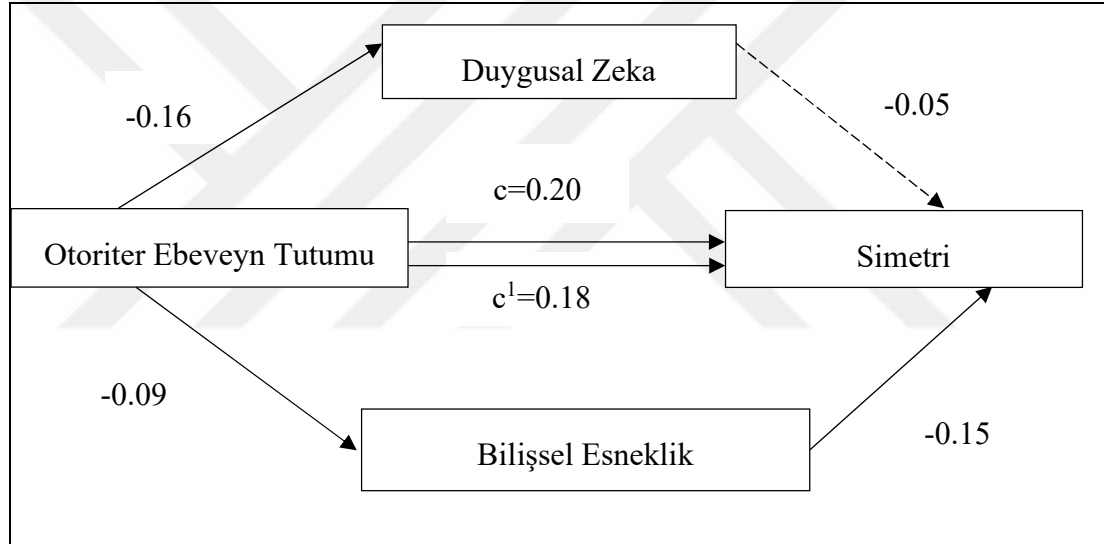 Duygusal Zeka
-0.16
-0.05
c=0.20
Otoriter Ebeveyn Tutumu
Simetri
c¹=0.18
-0.09
-0.15
Bilişsel Esneklik